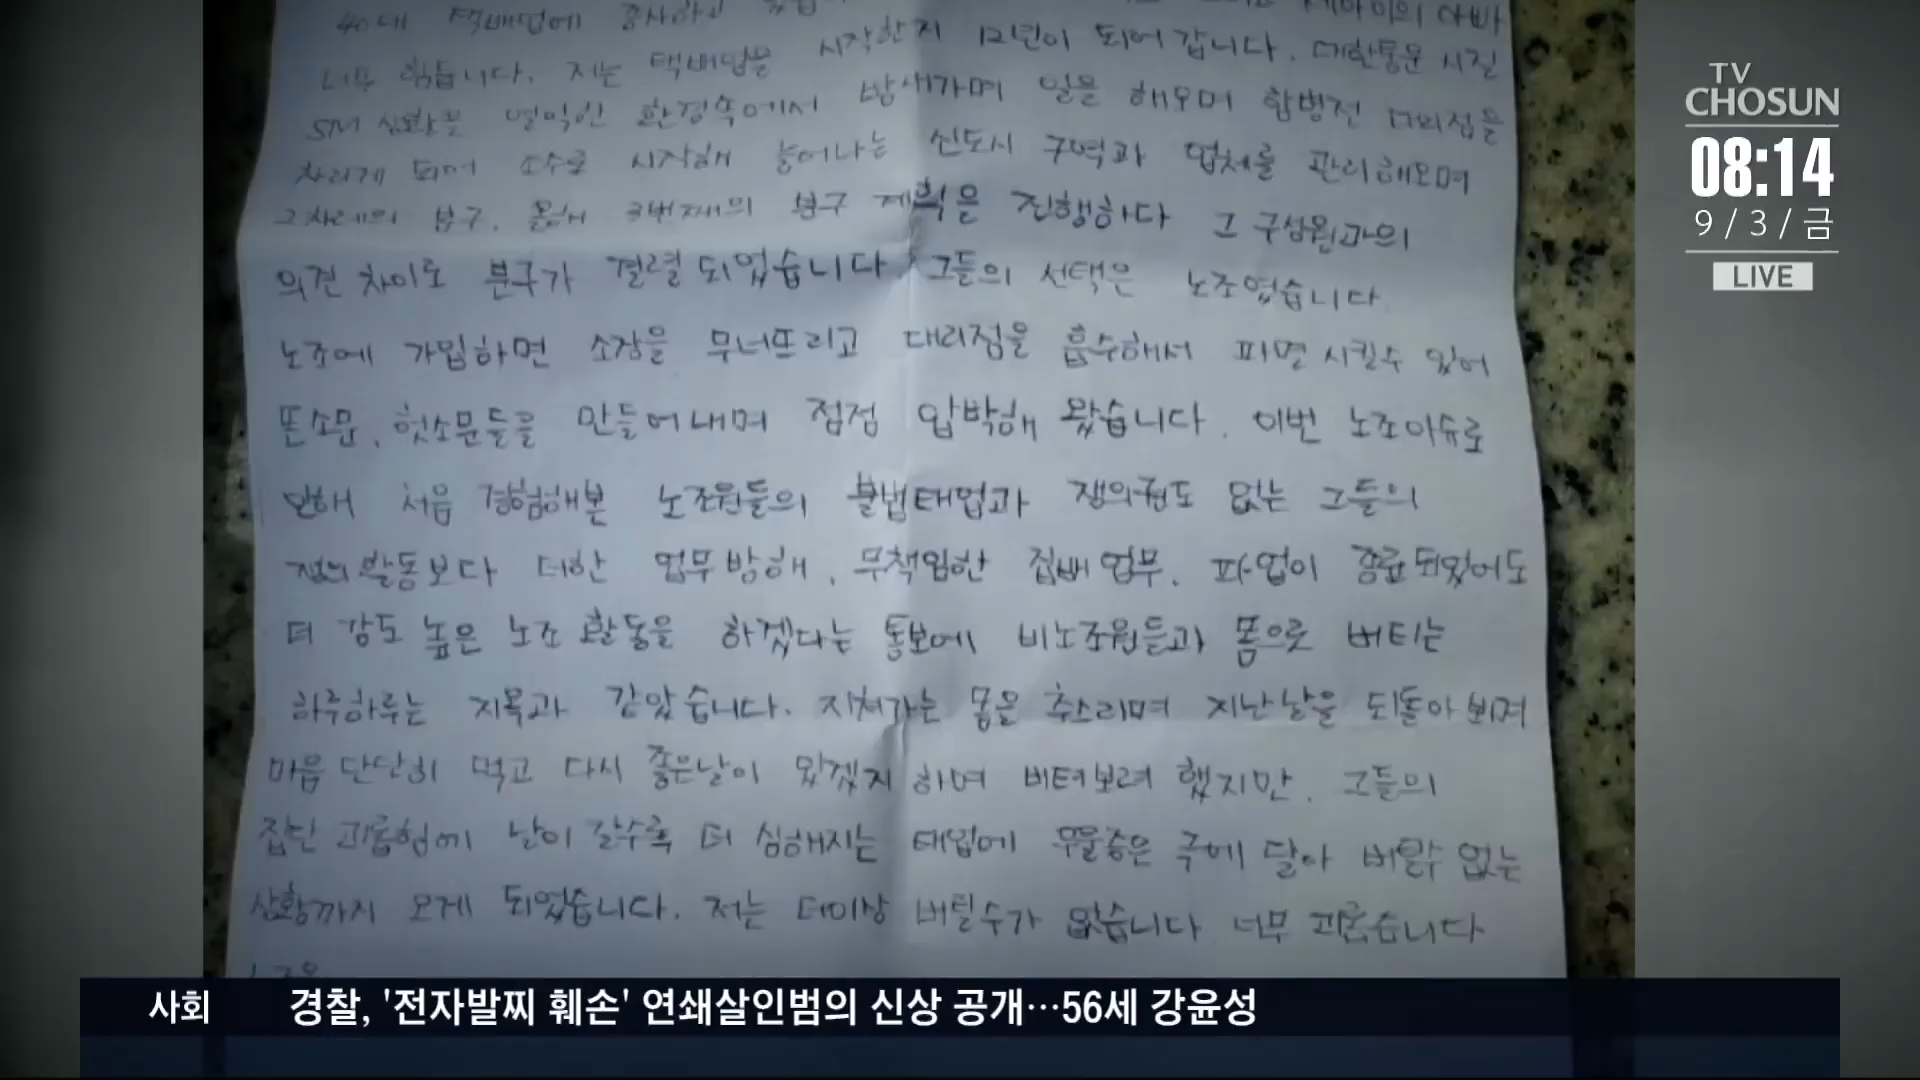 40대 택배업에 종사하고 세아이의 아빠
너무 힘듭니다. 저는 택배업을 시작한지 12년이 되어 갑니다. 대한통운 시절
SM 상황를 열악한 환경속에서 밤새가며 일을 해오며 합병전 대리점을
차리게 되어 소수로 시작해 늘어나는 신도시 구역과 업체를 관리해오며
2차례의 분구. 올해 3번째의 분구 계획을 진행하다 그 구성원과의
의견 차이로 분구가 결렬 되었습니다 그들의 선택은 노조였습니다
노조에 가입하면 소장을 무너뜨리고 대리점을 흡수해서 파멸 시킬수 있어
뜬소문, 헛소문들을 만들어내며 점점 압박해 왔습니다. 이번 노조이슈로
인해 처음 경험해본 노조원들의 불법태업과 쟁의권도 없는 그들의
쟁의활동보다 더한 업무방해, 무책임한 집배업무, 파업이 종료되었어도
더 강도 높은 노조 활동을 하겠다는 통보에 비노조원들과 몸으로 버티는
하루하루는 지옥과 같았습니다. 지쳐가는 몸을 추스리며 지난날을 되돌아 보며
마음 단단히 먹고 다시 좋은날이 있겠지 하며 버텨보려 했지만, 그들의
집단 괴롭힘에 날이 갈수록 더 심해지는 태업에 우울증은 극에 달아 버틸수 없는
상황까지 오게 되었습니다. 저는 더이상 버틸수가 없습니다 너무 괴롭습니다
TV
CHOSUN
08:14
9/3/금
LIVE
사회 경찰, '전자발찌 훼손' 연쇄살인범의 신상 공개…56세 강윤성